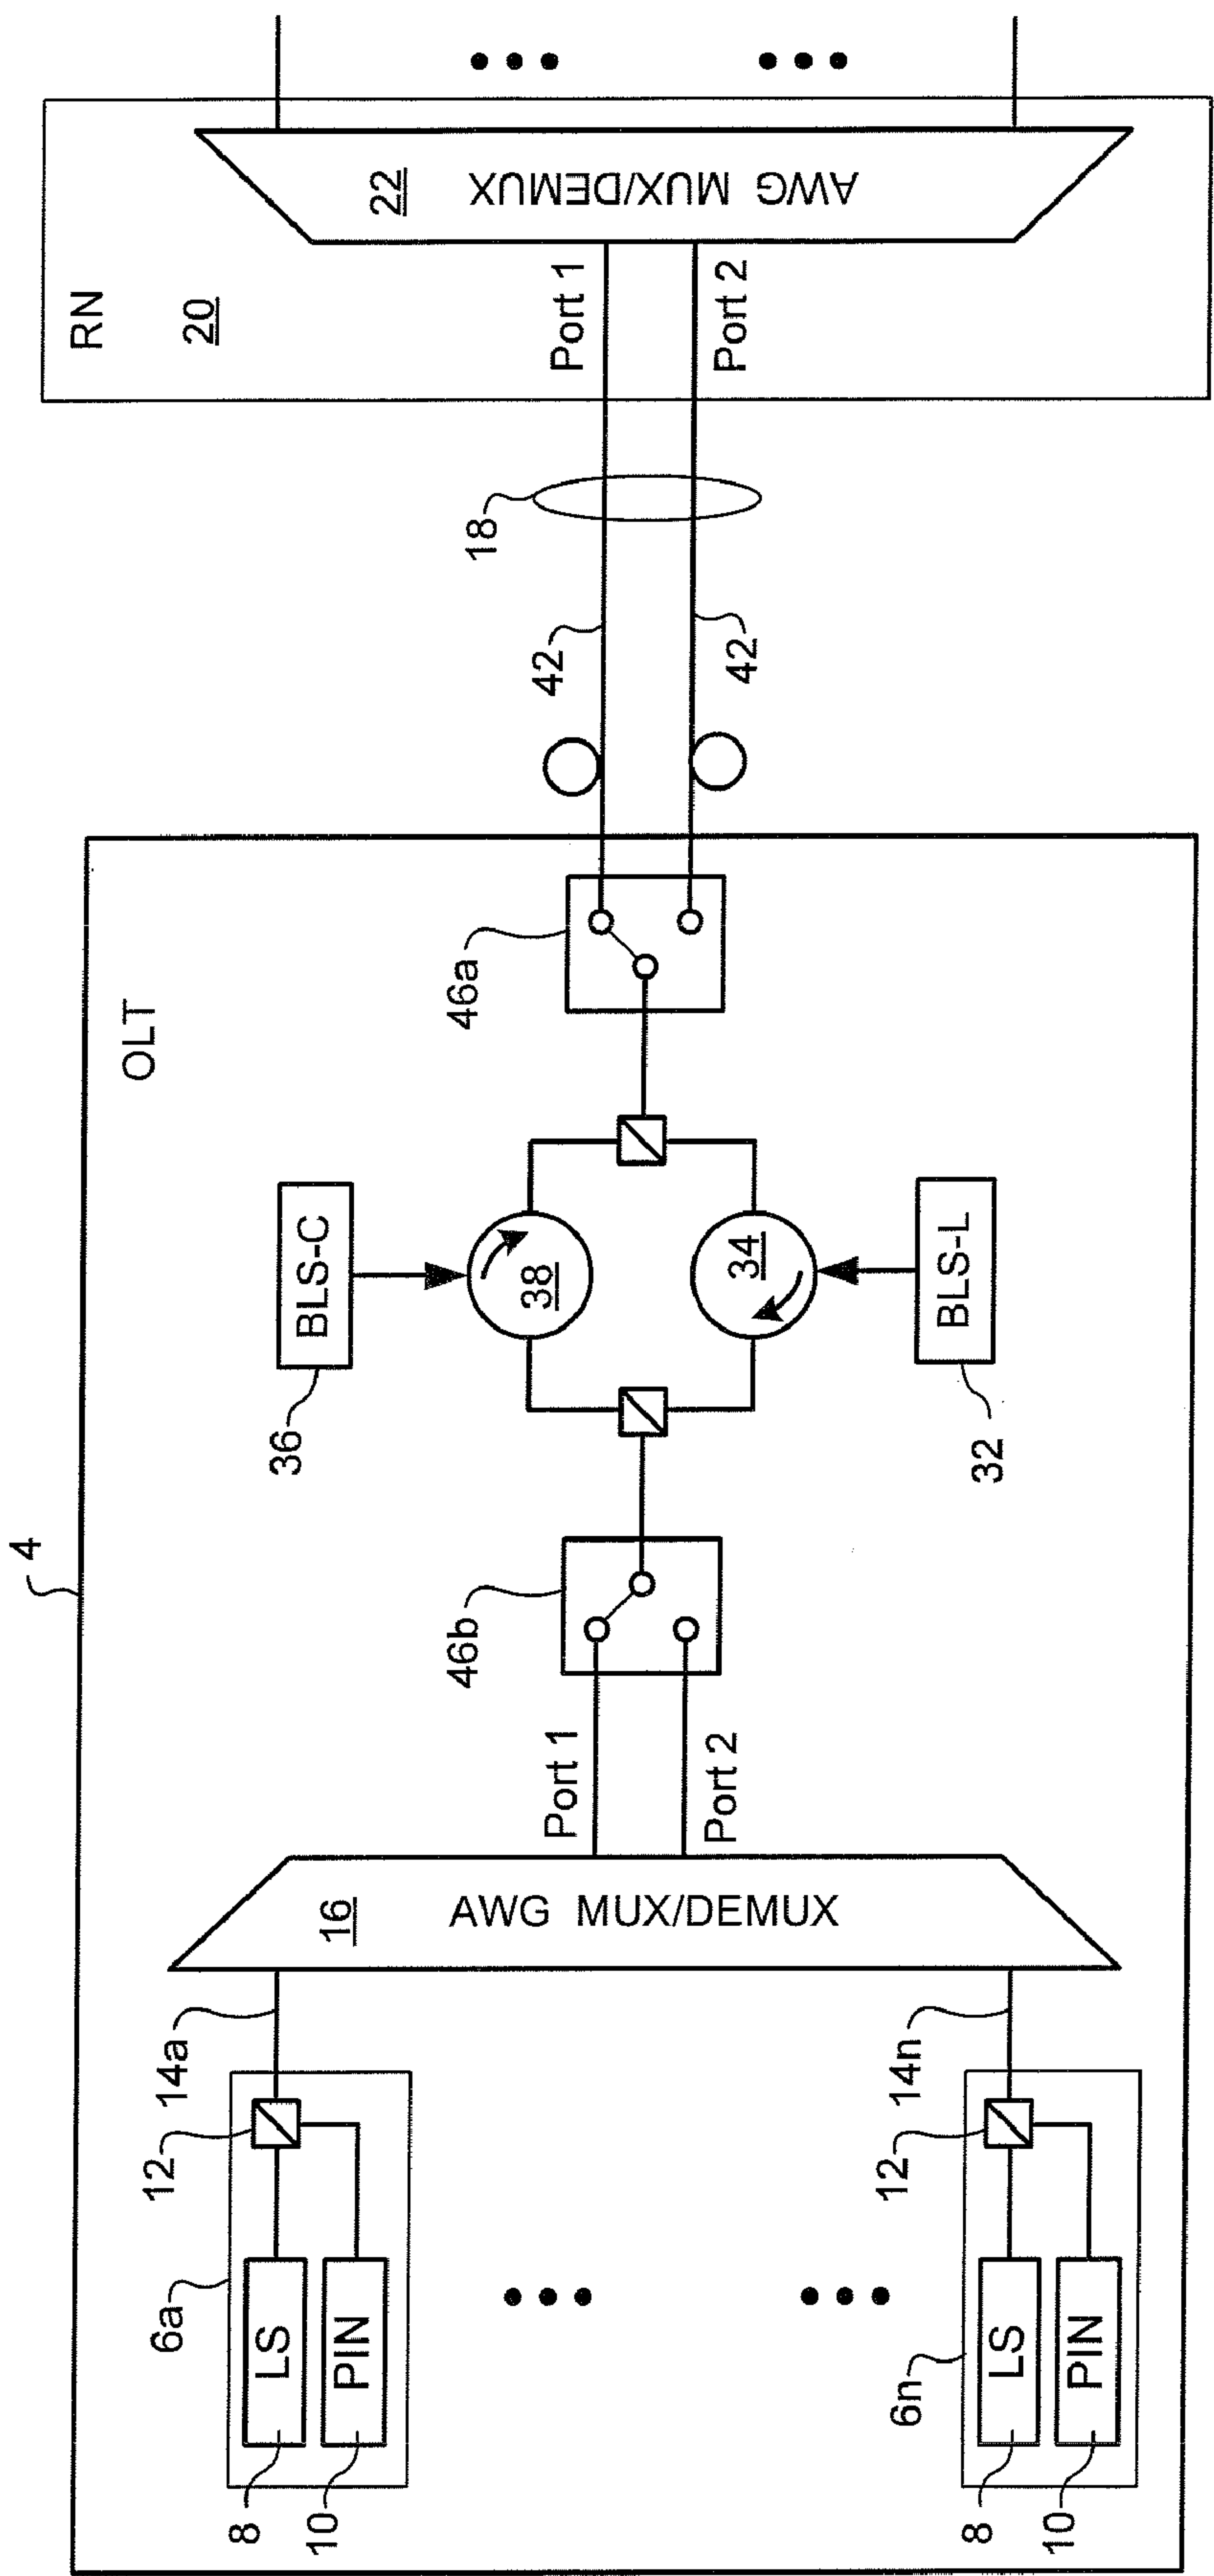 4
OLT
6a
LS
PIN
8
10
12
14a
6n
LS
PIN
8
10
12
14n
16
AWG MUX/DEMUX
Port 1
Port 2
46b
36
BLS-C
38
34
BLS-L
32
46a
42
42
18
RN
20
Port 1
Port 2
22
AWG MUX/DEMUX